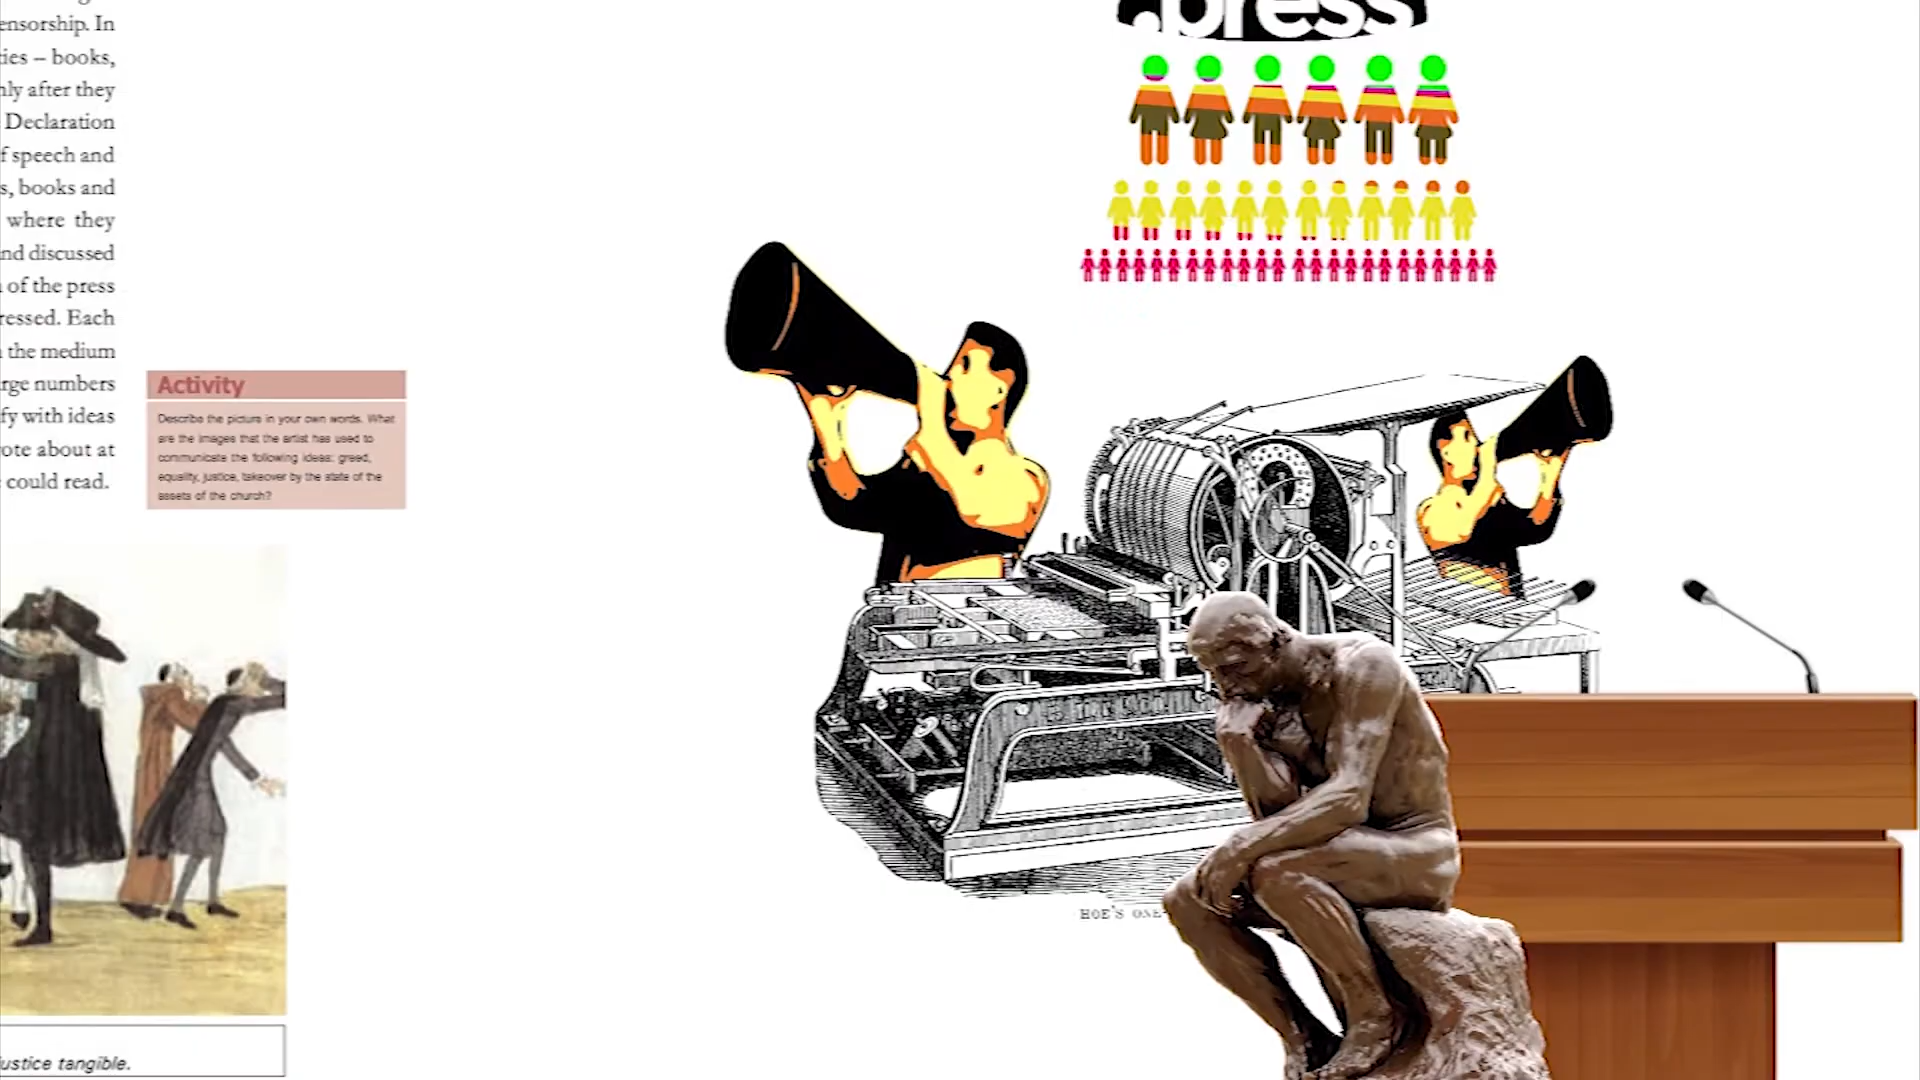 ensorship. In
ies – books,
nly after they
Declaration
f speech and
s, books and
where they
nd discussed
of the press
ressed. Each
the medium
rge numbers
fy with ideas
ote about at
could read.
Activity
Describe the picture in your own words. What
are the images that the artist has used to
communicate the following ideas: greed,
equality, justice, takeover by the state of the
assets of the church?
ustice tangible.
.press
HOE'S ONE